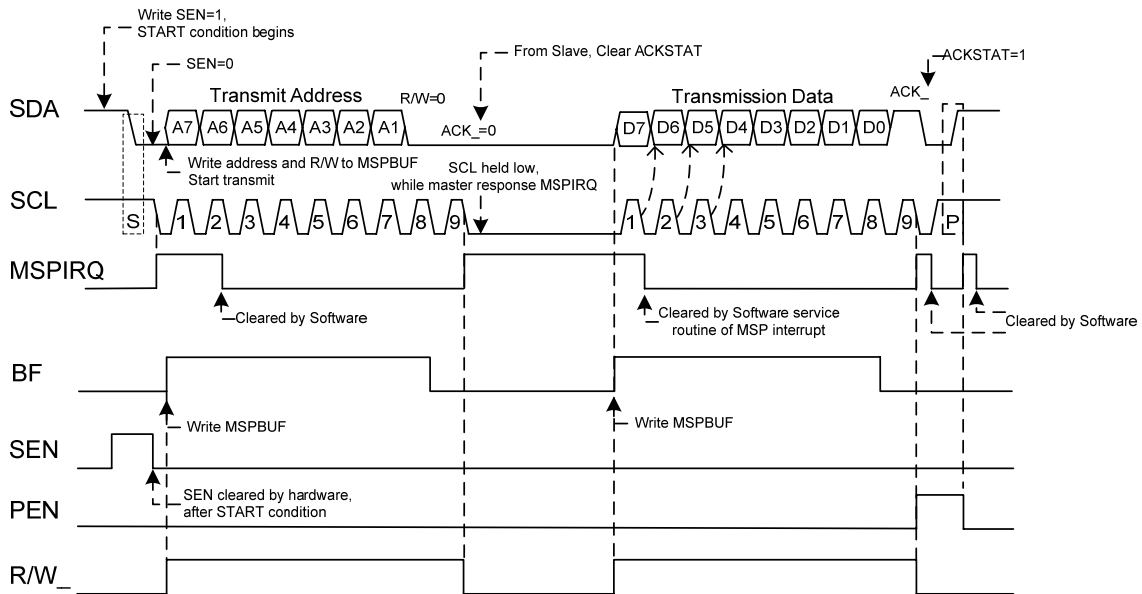 Write SEN=1,
START condition begins
SEN=0
From Slave, Clear ACKSTAT
ACKSTAT=1
SDA
Transmit Address
R/W=0
ACK_=0
Transmission Data
ACK_
A7 A6 A5 A4 A3 A2 A1
D7 D6 D5 D4 D3 D2 D1 D0
Write address and R/W to MSPBUF
Start transmit
SCL held low,
while master response MSPIRQ
SCL
S 1 2 3 4 5 6 7 8 9 1 2 3 4 5 6 7 8 9 P
MSPIRQ
Cleared by Software
Cleared by Software service
routine of MSP interrupt
Cleared by Software
BF
Write MSPBUF
Write MSPBUF
SEN
SEN cleared by hardware,
after START condition
PEN
R/W_